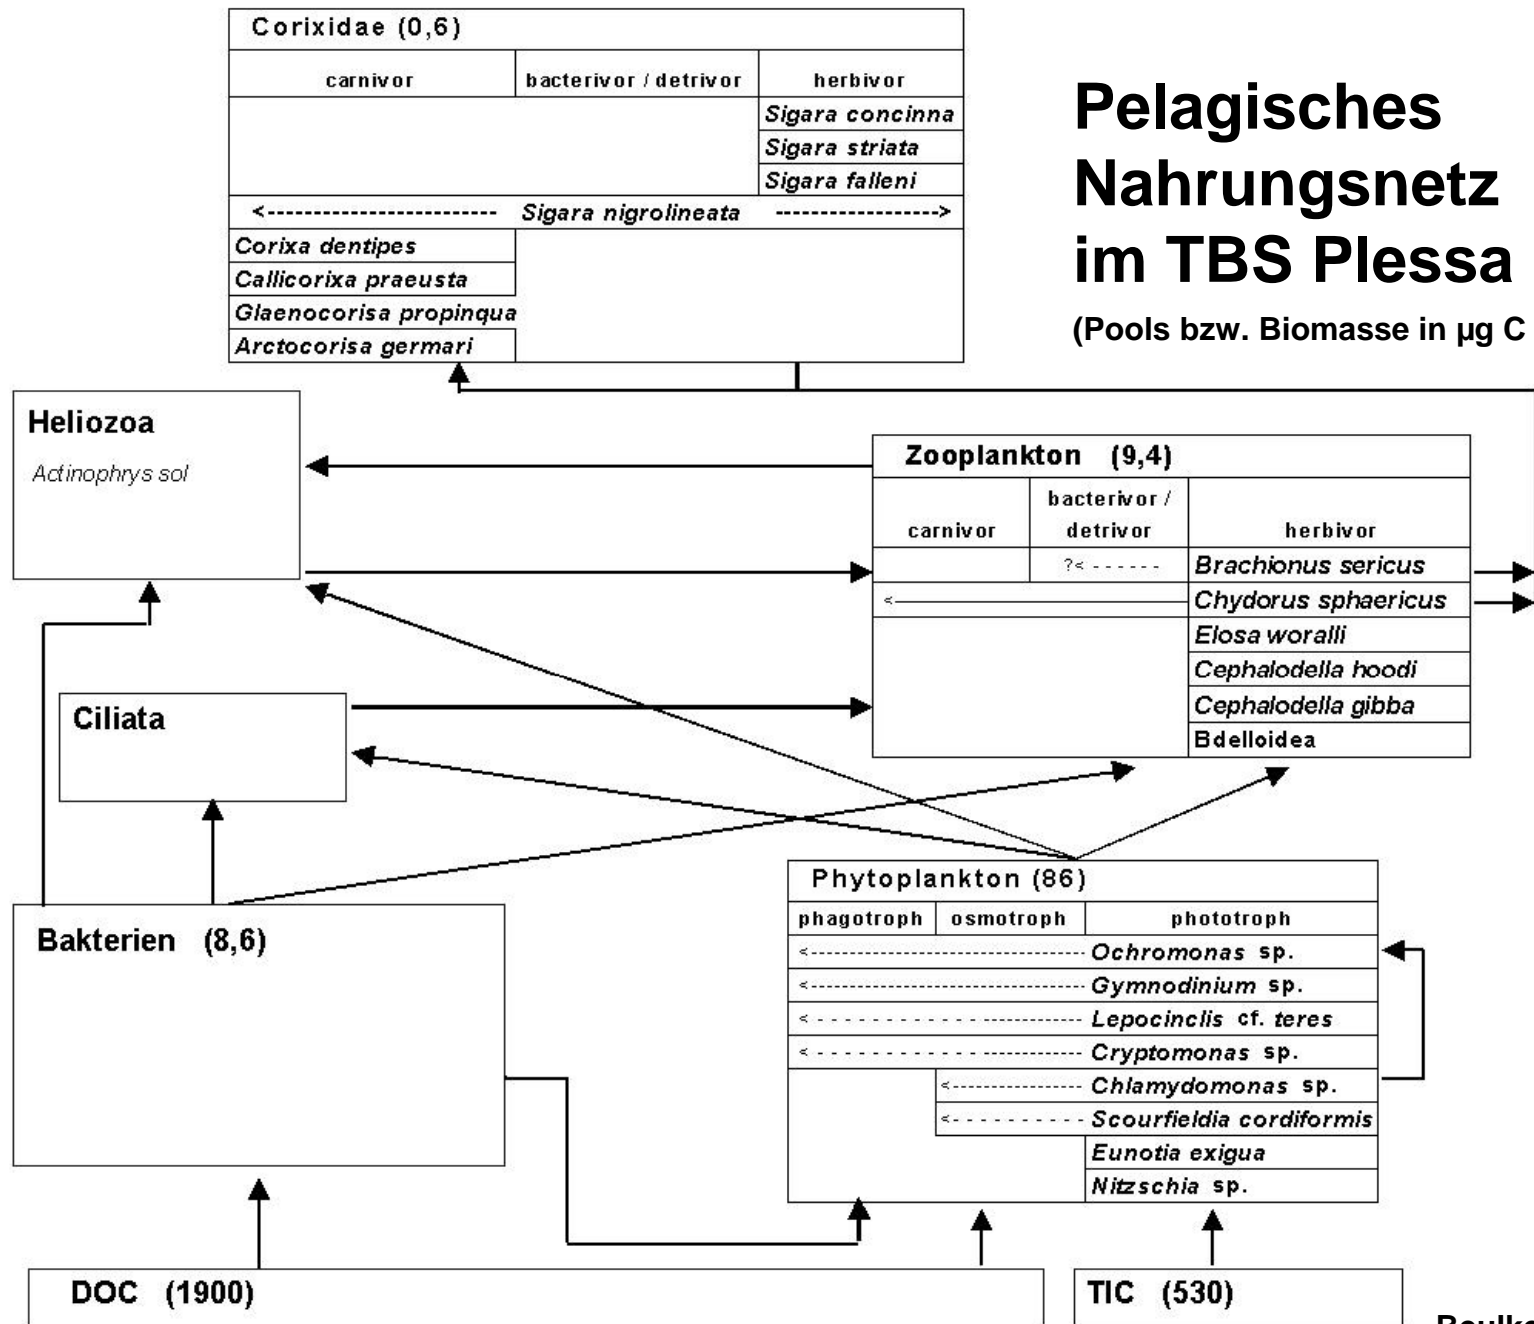 Corixidae (0,6)
carnivor bacterivor / detrivor herbivor
Sigara concinna
Sigara striata
Sigara falleni
<------------------------- Sigara nigrolineata ------------------>
Corixa dentipes
Callicorixa praeusta
Glaenocorisa propinqua
Arctocorisa germari
Pelagisches
Nahrungsnetz
im TBS Plessa
(Pools bzw. Biomasse in µg C
Heliozoa
Actinophrys sol
Zooplankton (9,4)
carnivor bacterivor / detrivor herbivor
?< - - - - - - Brachionus sericus
< Chydorus sphaericus
Elosa woralli
Cephalodella hoodi
Cephalodella gibba
Bdelloidea
Ciliata
Bakterien (8,6)
Phytoplankton (86)
phagotroph osmotroph phototroph
<---------------------------------- Ochromonas sp.
<---------------------------------- Gymnodinium sp.
< - - - - - - - - - - - ------------ Lepocinclis cf. teres
< - - - - - - - - - - - ------------ Cryptomonas sp.
<---------------- Chlamydomonas sp.
<- - - - - - - - - - Scourfieldia cordiformis
Eunotia exigua
Nitzschia sp.
DOC (1900)
TIC (530)